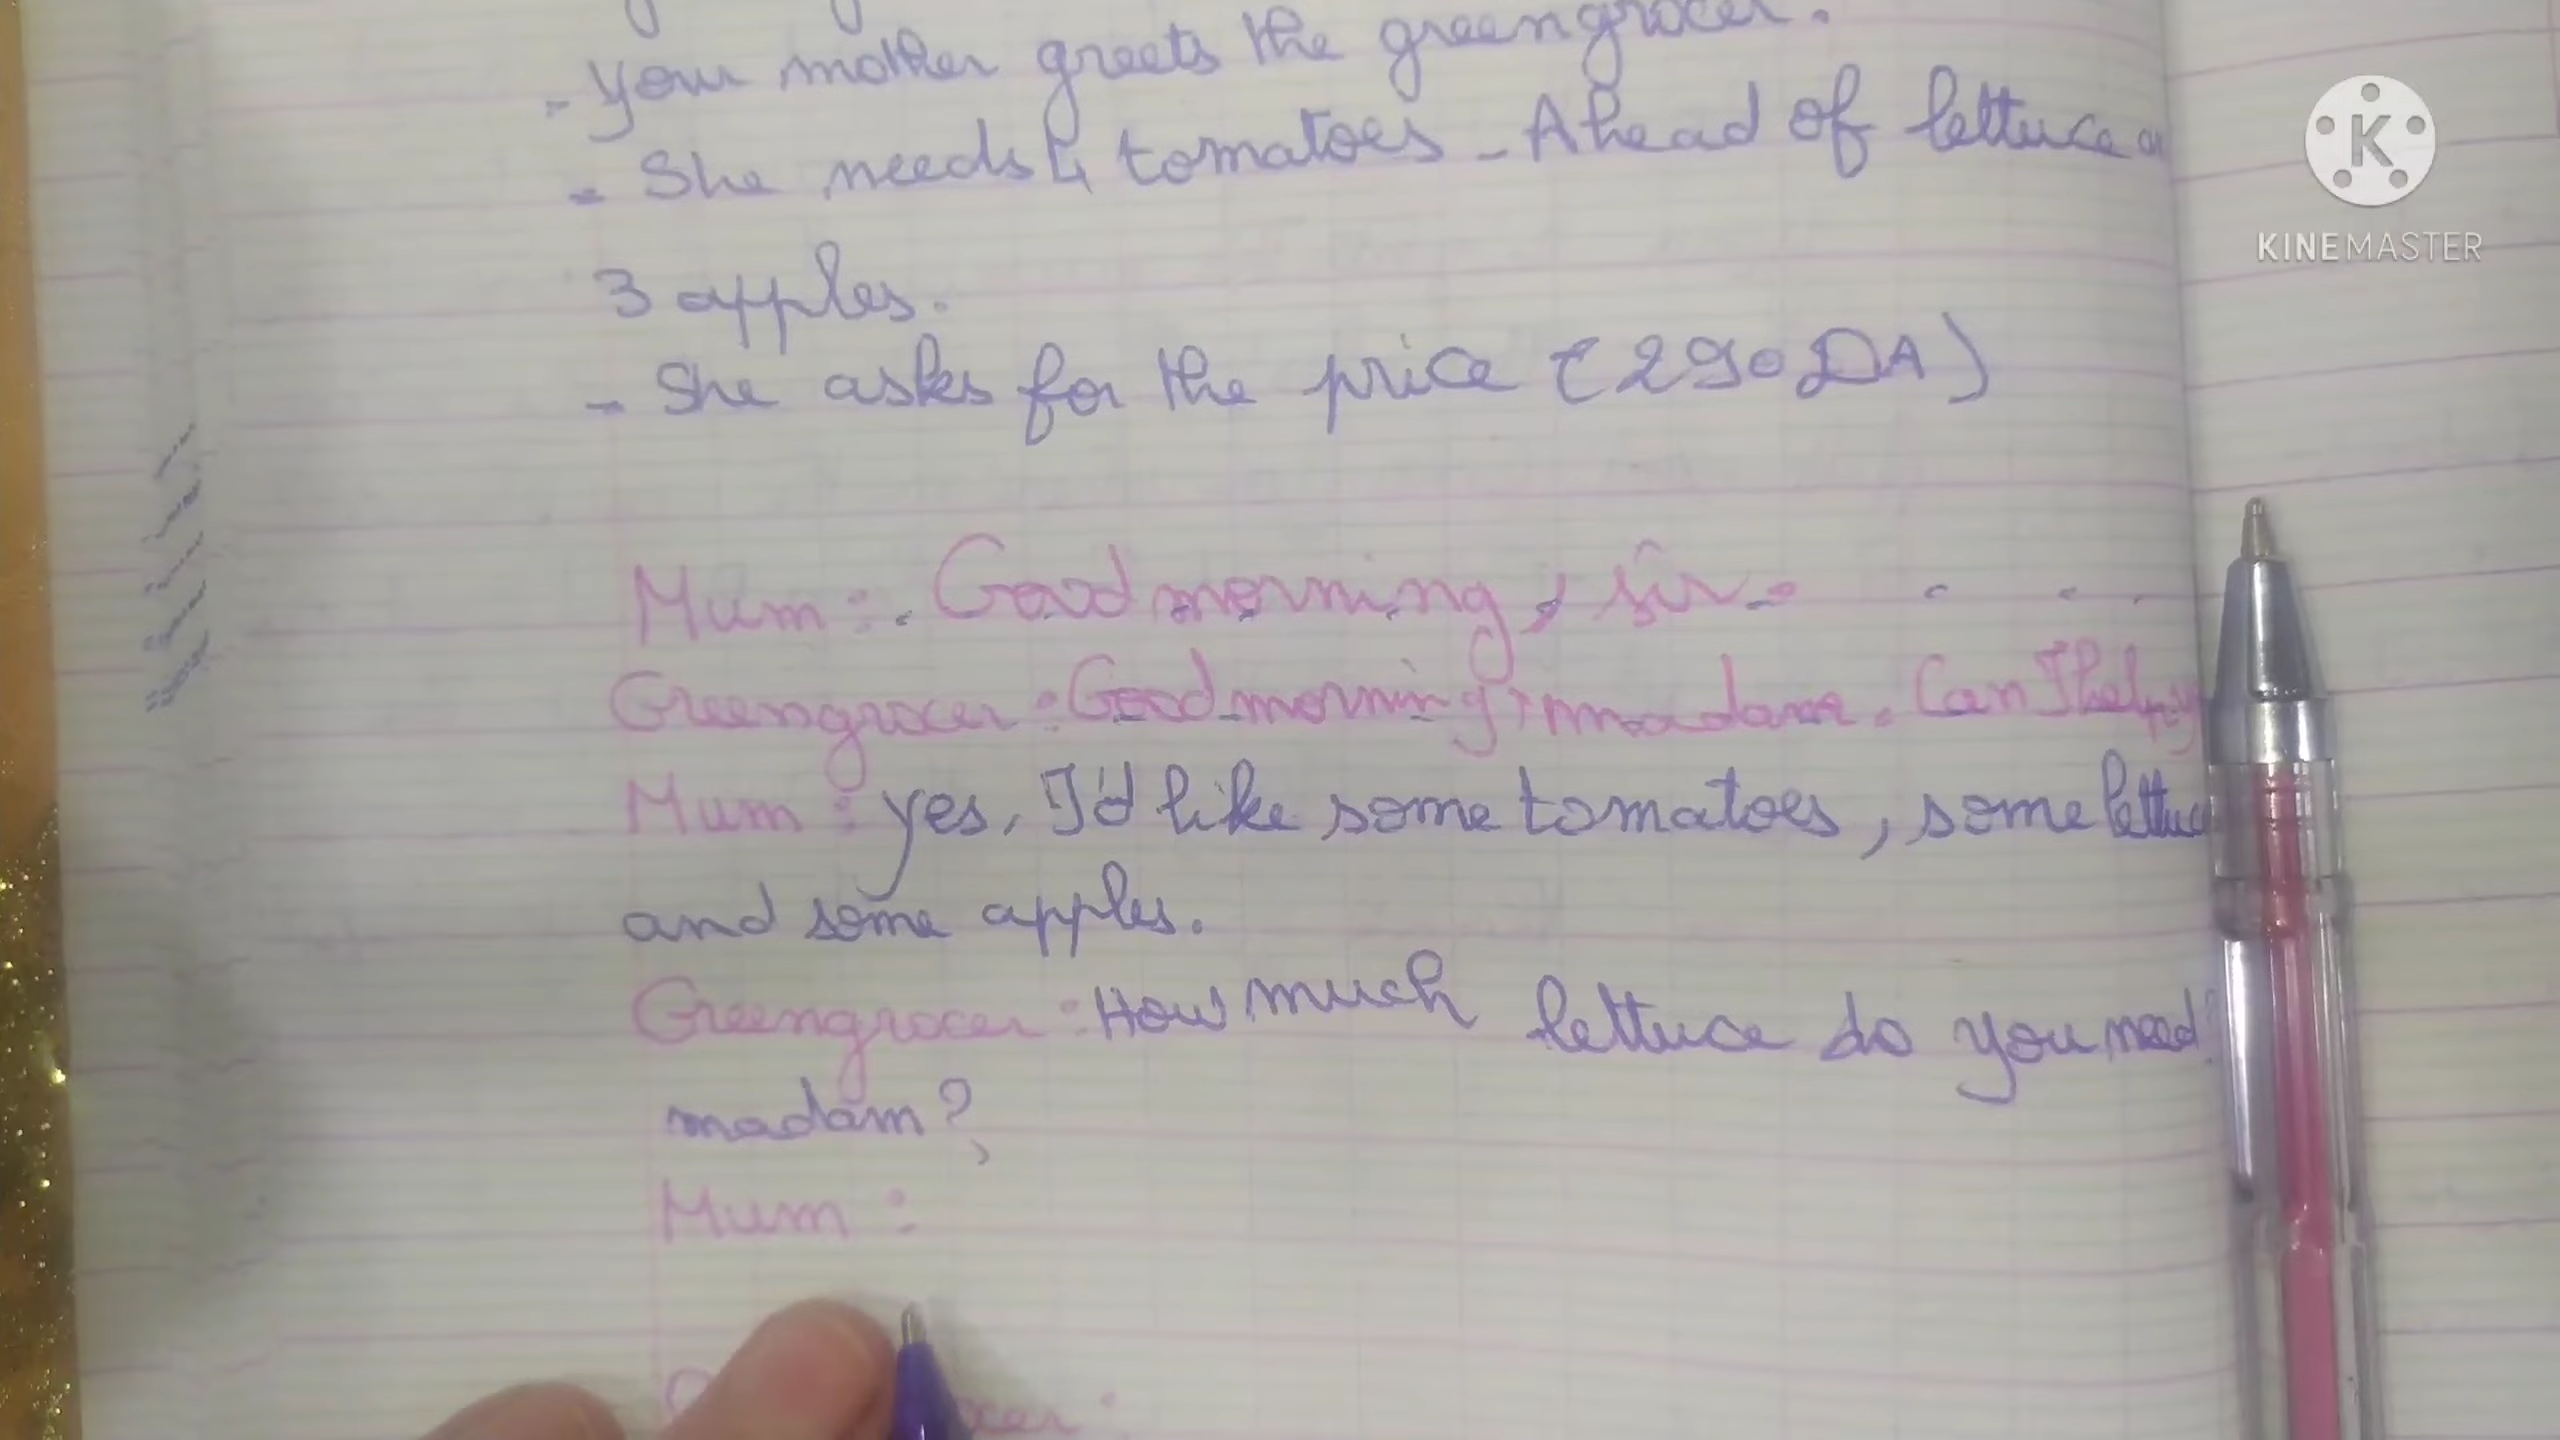 - Your mother greets the greengrocer.
- She needs 4 tomatoes - A head of lettuce
3 apples.
- She asks for the price (290 DA)
K
KINEMASTER
Mum: Good morning, sir.
Greengrocer: Good morning, madam. Can I help
Mum: yes, I'd like some tomatoes, some lettuc
and some apples.
Greengrocer: How much lettuce do you need
madam?
Mum: